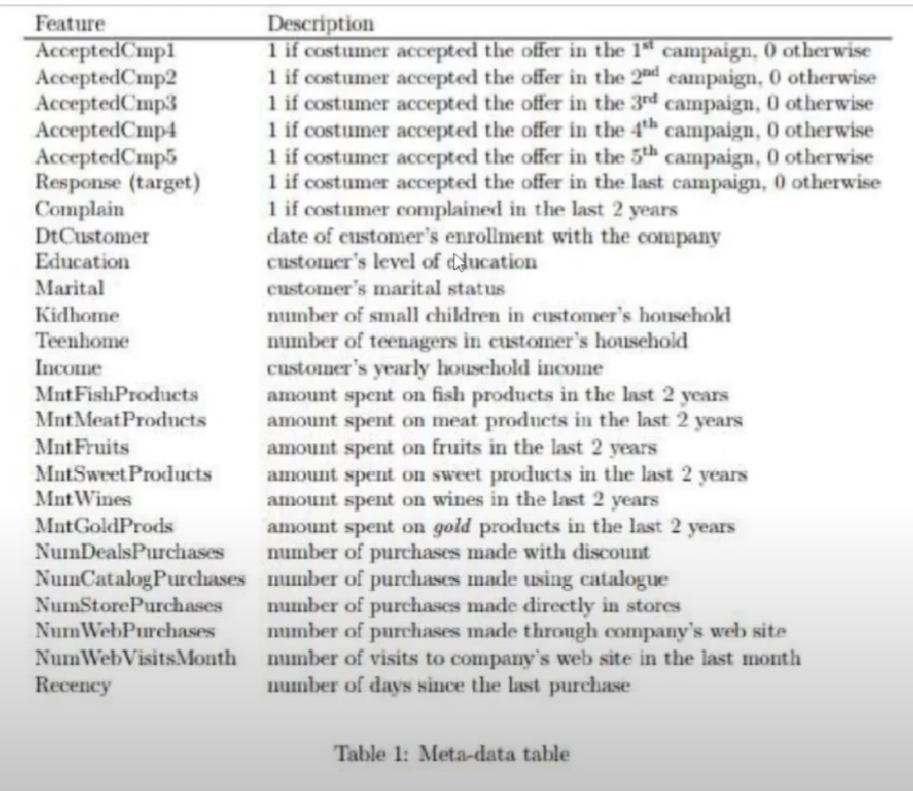 Feature Description
AcceptedCmp1 1 if costumer accepted the offer in the 1st campaign, 0 otherwise
AcceptedCmp2 1 if costumer accepted the offer in the 2nd campaign, 0 otherwise
AcceptedCmp3 1 if costumer accepted the offer in the 3rd campaign, 0 otherwise
AcceptedCmp4 1 if costumer accepted the offer in the 4th campaign, 0 otherwise
AcceptedCmp5 1 if costumer accepted the offer in the 5th campaign, 0 otherwise
Response (target) 1 if costumer accepted the offer in the last campaign, 0 otherwise
Complain 1 if costumer complained in the last 2 years
DtCustomer date of customer's enrollment with the company
Education customer's level of education
Marital customer's marital status
Kidhome number of small children in customer's household
Teenhome number of teenagers in customer's household
Income customer's yearly household income
MntFishProducts amount spent on fish products in the last 2 years
MntMeatProducts amount spent on meat products in the last 2 years
MntFruits amount spent on fruits in the last 2 years
MntSweetProducts amount spent on sweet products in the last 2 years
MntWines amount spent on wines in the last 2 years
MntGoldProds amount spent on gold products in the last 2 years
NumDealsPurchases number of purchases made with discount
NumCatalogPurchases number of purchases made using catalogue
NumStorePurchases number of purchases made directly in stores
NumWebPurchases number of purchases made through company's web site
NumWebVisitsMonth number of visits to company's web site in the last month
Recency number of days since the last purchase
Table 1: Meta-data table